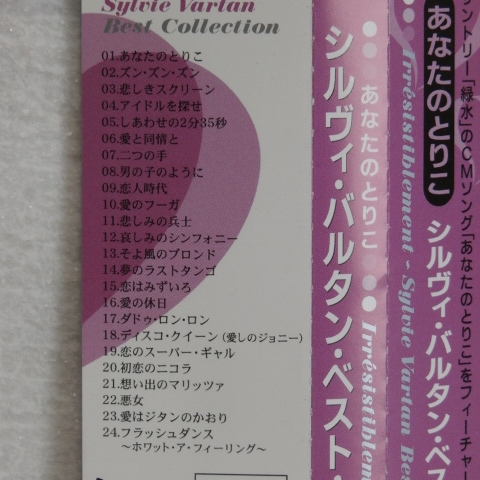 Sylvie Vartan
Best Collection
01.あなたのとりこ
02.ズン・ズン・ズン
03.悲しきスクリーン
04.アイドルを探せ
05.しあわせの2分35秒
06.愛と同情と
07.二つの手
08.男の子のように
09.恋人時代
10.愛のフーガ
11.悲しみの兵士
12.哀しみのシンフォニー
13.そよ風のブロンド
14.夢のラストタンゴ
15.恋はみずいろ
16.愛の休日
17.ダドゥ・ロン・ロン
18.ディスコ・クイーン（愛しのジョニー）
19.恋のスーパー・ギャル
20.初恋のニコラ
21.想い出のマリッツァ
22.悪女
23.愛はジタンのかおり
24.フラッシュダンス
～ホワット・ア・フィーリング～
あなたのとりこ Irrésistiblement
シルヴィ・バルタン・ベスト・
Irrésistiblement ~ Sylvie Vartan Bes
あなたのとりこ シルヴィ・バルタン・ベス
ントリー「緑水」のCMソング「あなたのとりこ」をフィーチャー